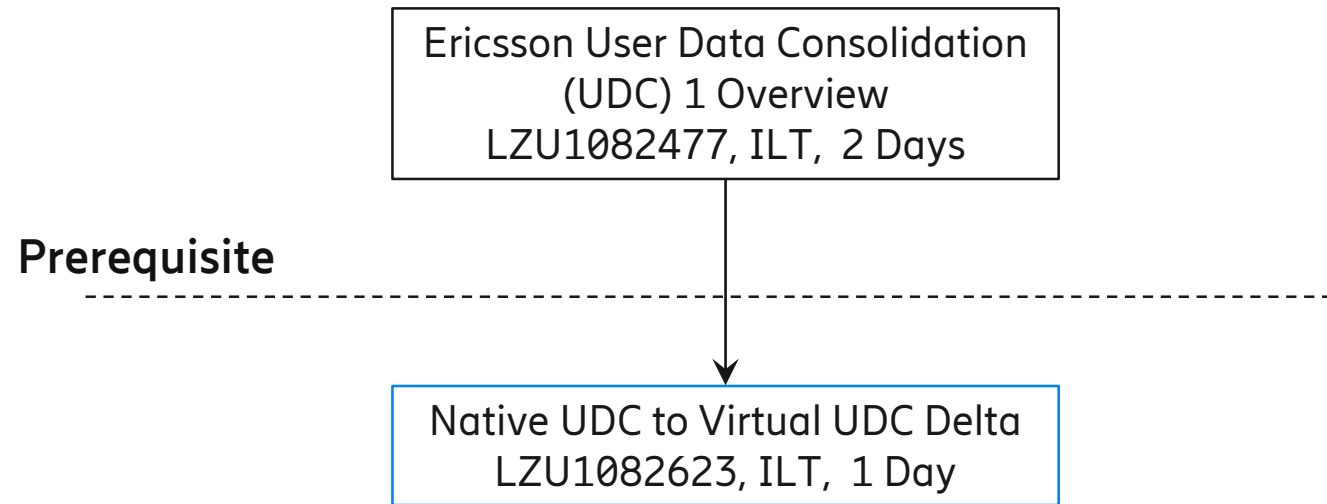 Ericsson User Data Consolidation
(UDC) 1 Overview
LZU1082477, ILT,  2 Days
Prerequisite
Native UDC to Virtual UDC Delta
LZU1082623, ILT,  1 Day